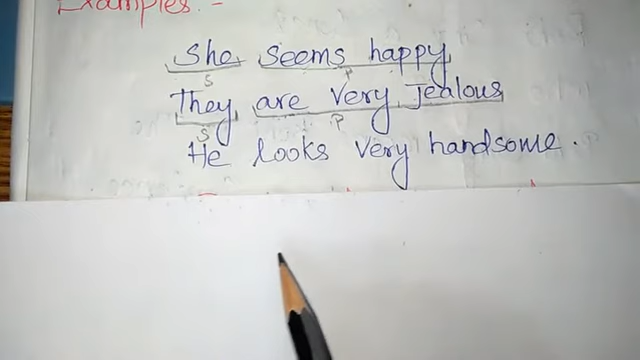 Examples:-
She seems happy
S P
They are very Jealous
S P
He looks very handsome.